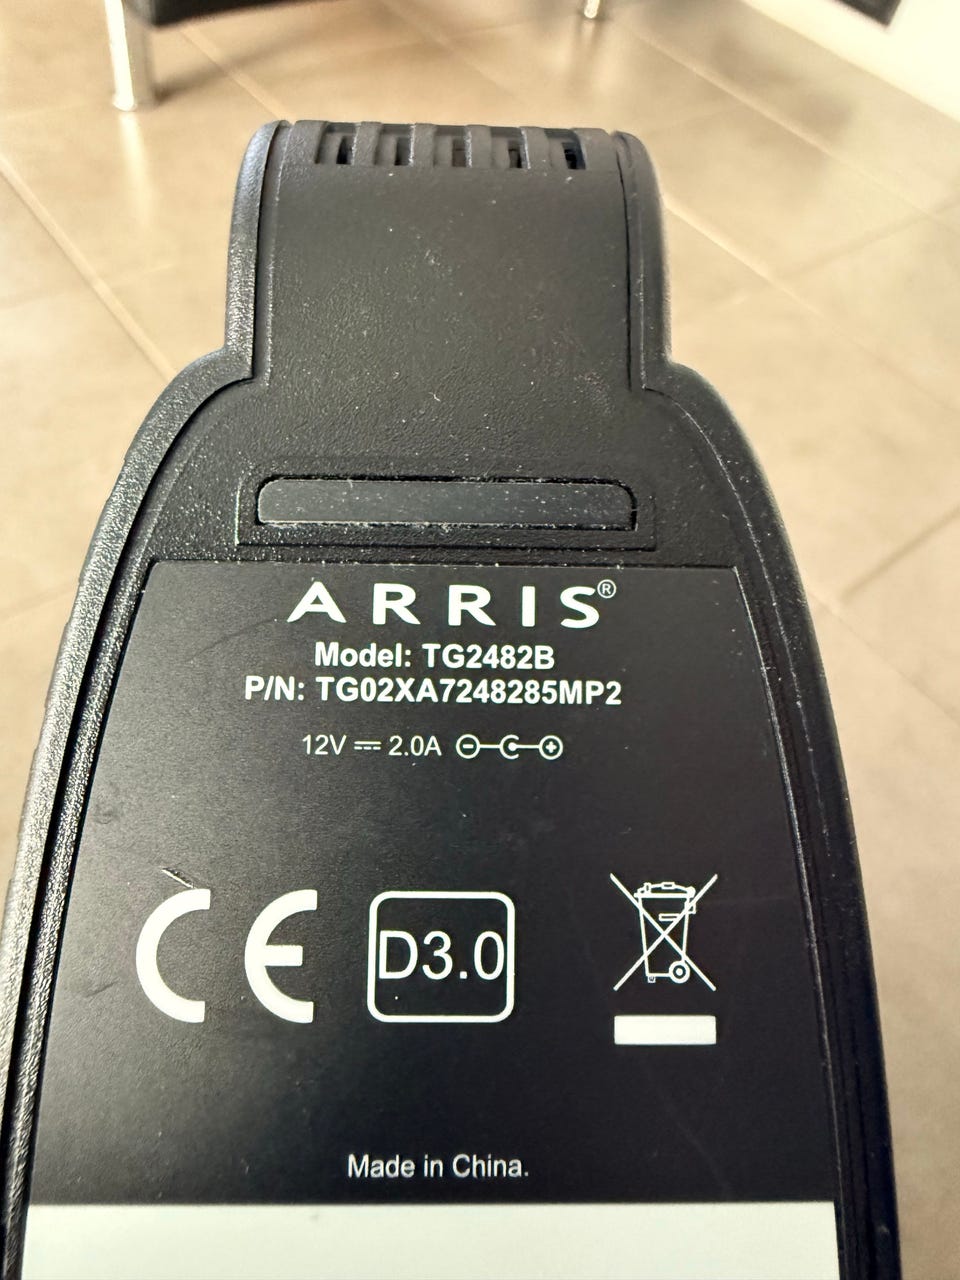 ARRIS®
Model: TG2482B
P/N: TG02XA7248285MP2
12V ⎓ 2.0A
CE D3.0
Made in China.